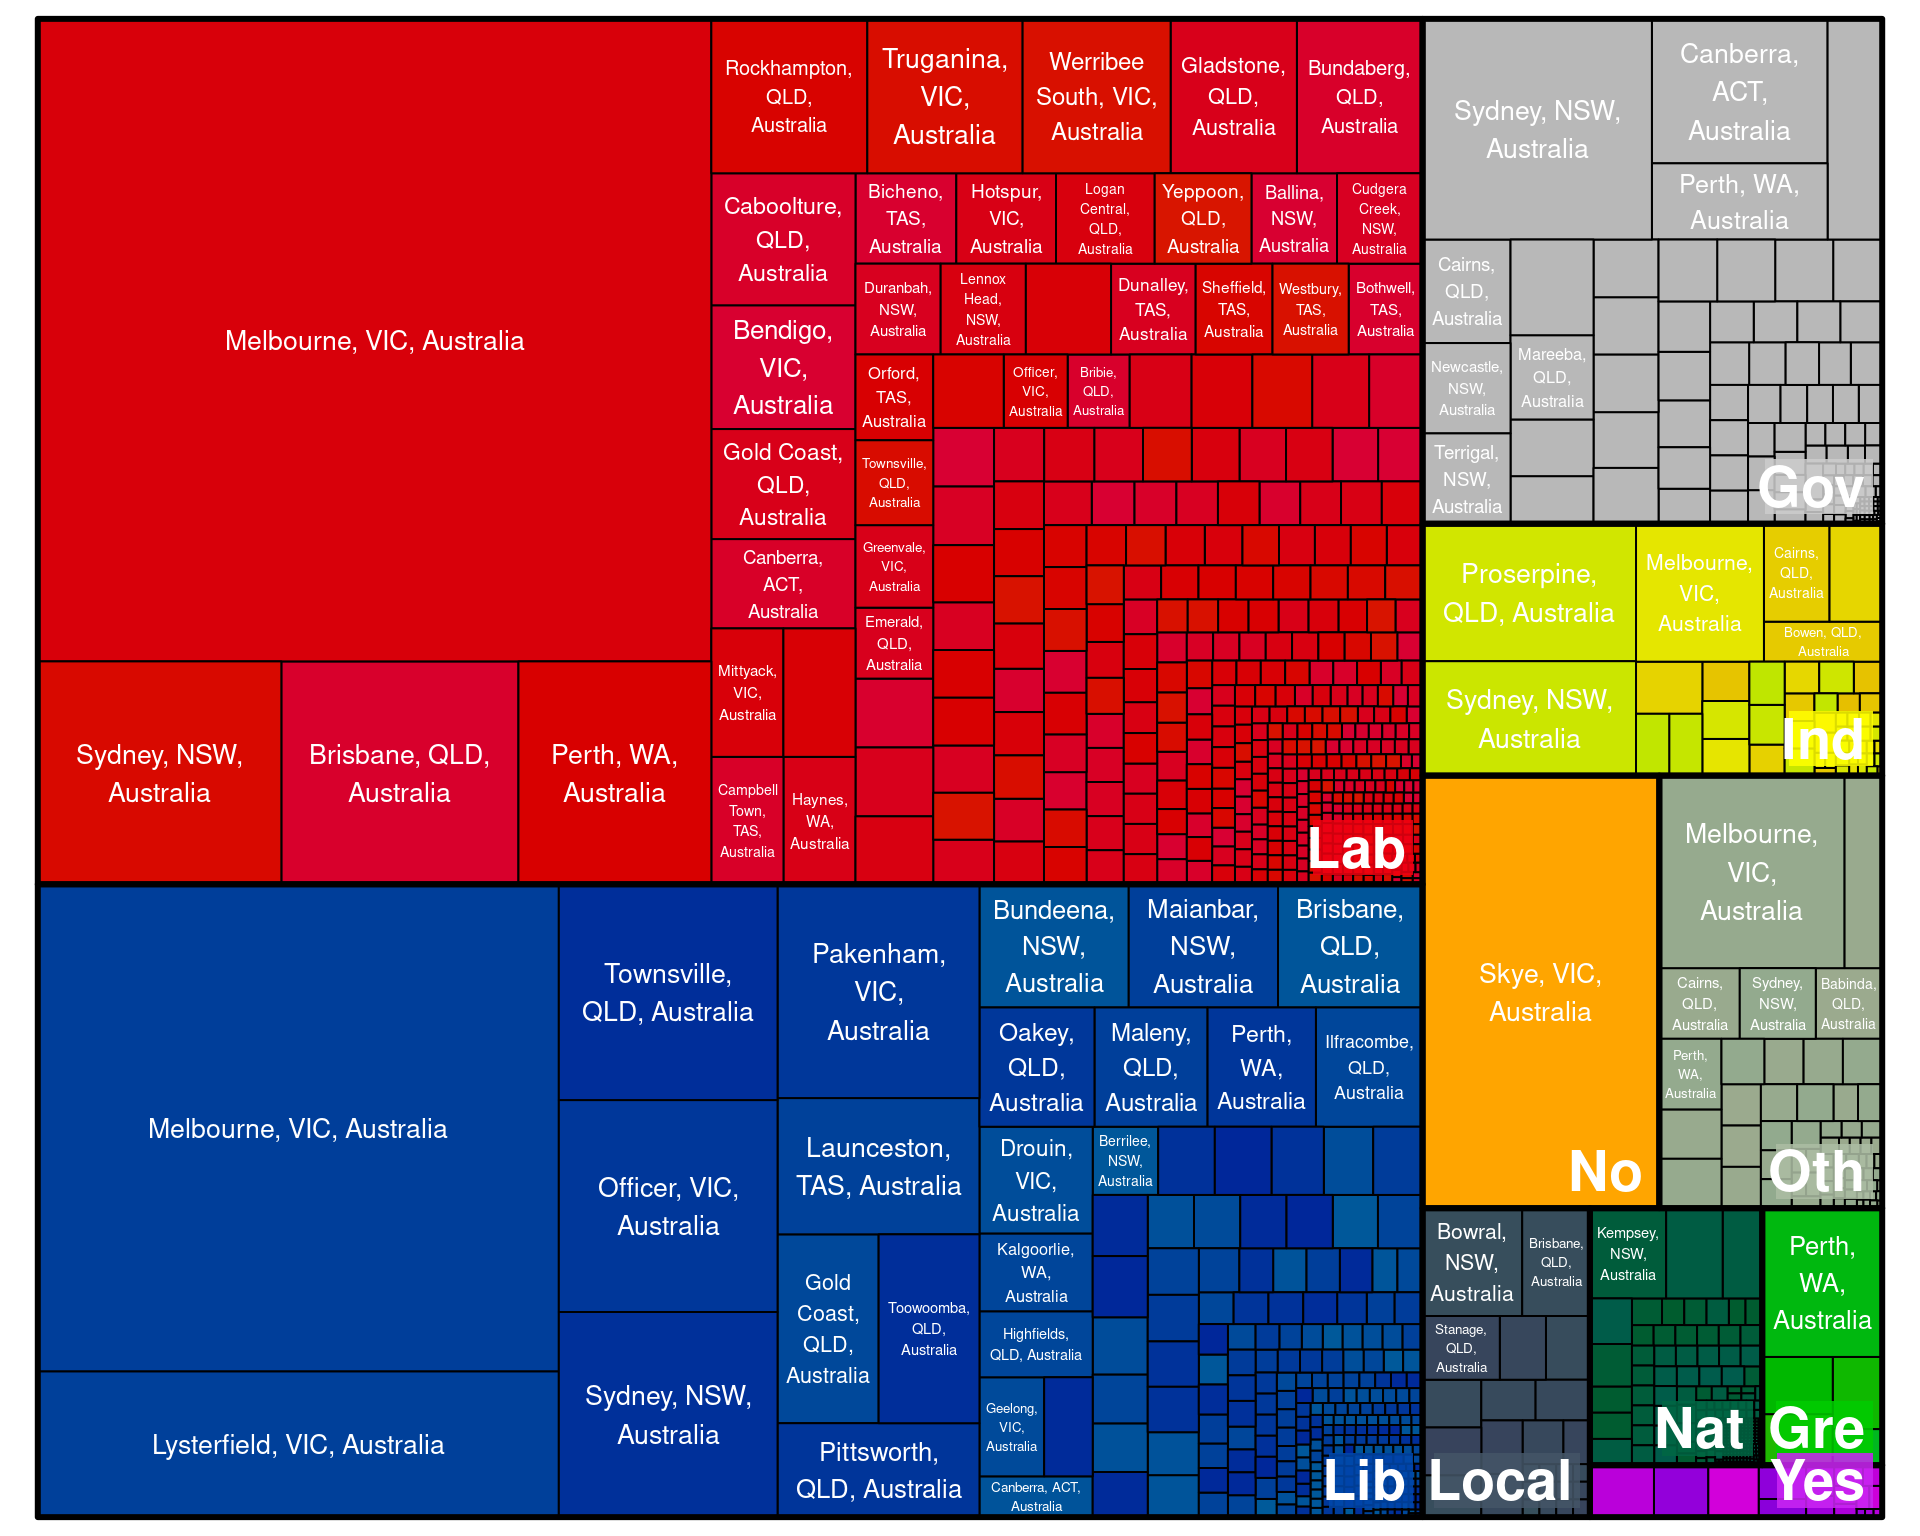 Melbourne, VIC, Australia
Sydney, NSW,
Australia
Brisbane, QLD,
Australia
Perth, WA,
Australia
Rockhampton,
QLD,
Australia
Truganina,
VIC,
Australia
Werribee
South, VIC,
Australia
Gladstone,
QLD,
Australia
Bundaberg,
QLD,
Australia
Caboolture,
QLD,
Australia
Bendigo,
VIC,
Australia
Gold Coast,
QLD,
Australia
Canberra,
ACT,
Australia
Mittyack,
VIC,
Australia
Campbell
Town,
TAS,
Australia
Haynes,
WA,
Australia
Bicheno,
TAS,
Australia
Hotspur,
VIC,
Australia
Logan
Central,
QLD,
Australia
Yeppoon,
QLD,
Australia
Ballina,
NSW,
Australia
Cudgera
Creek,
NSW,
Australia
Duranbah,
NSW,
Australia
Lennox
Head,
NSW,
Australia
Dunalley,
TAS,
Australia
Sheffield,
TAS,
Australia
Westbury,
TAS,
Australia
Bothwell,
TAS,
Australia
Orford,
TAS,
Australia
Officer,
VIC,
Australia
Bribie,
QLD,
Australia
Townsville,
QLD,
Australia
Greenvale,
VIC,
Australia
Emerald,
QLD,
Australia
Lab
Melbourne, VIC, Australia
Lysterfield, VIC, Australia
Townsville,
QLD, Australia
Officer, VIC,
Australia
Sydney, NSW,
Australia
Pakenham,
VIC,
Australia
Launceston,
TAS, Australia
Gold
Coast,
QLD,
Australia
Toowoomba,
QLD,
Australia
Pittsworth,
QLD, Australia
Bundeena,
NSW,
Australia
Maianbar,
NSW,
Australia
Brisbane,
QLD,
Australia
Oakey,
QLD,
Australia
Maleny,
QLD,
Australia
Perth,
WA,
Australia
Ilfracombe,
QLD,
Australia
Drouin,
VIC,
Australia
Berrilee,
NSW,
Australia
Kalgoorlie,
WA,
Australia
Highfields,
QLD, Australia
Geelong,
VIC,
Australia
Canberra, ACT,
Australia
Lib
Sydney, NSW,
Australia
Canberra,
ACT,
Australia
Perth, WA,
Australia
Cairns,
QLD,
Australia
Newcastle,
NSW,
Australia
Mareeba,
QLD,
Australia
Terrigal,
NSW,
Australia
Gov
Proserpine,
QLD, Australia
Sydney, NSW,
Australia
Melbourne,
VIC,
Australia
Cairns,
QLD,
Australia
Bowen, QLD,
Australia
Ind
Skye, VIC,
Australia
No
Melbourne,
VIC,
Australia
Cairns,
QLD,
Australia
Sydney,
NSW,
Australia
Babinda,
QLD,
Australia
Perth,
WA,
Australia
Oth
Bowral,
NSW,
Australia
Brisbane,
QLD,
Australia
Stanage,
QLD,
Australia
Local
Kempsey,
NSW,
Australia
Nat
Perth,
WA,
Australia
Gre
Yes